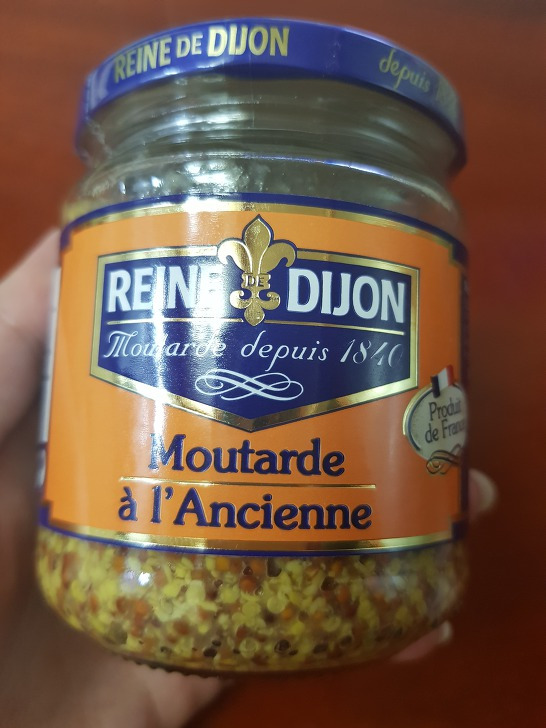 REINE DE DIJON
depuis
REINE DE DIJON
Moutarde depuis 1840
Produit
de France
Moutarde
à l'Ancienne